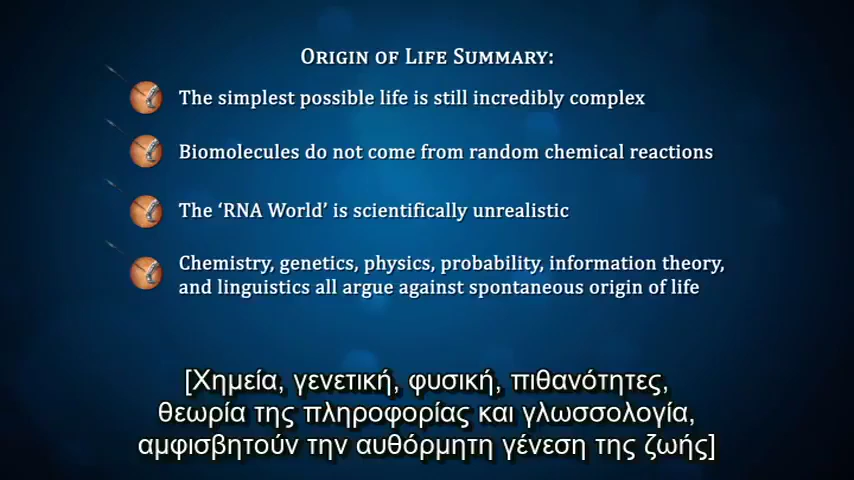 Origin of Life Summary:
The simplest possible life is still incredibly complex
Biomolecules do not come from random chemical reactions
The ‘RNA World’ is scientifically unrealistic
Chemistry, genetics, physics, probability, information theory,
and linguistics all argue against spontaneous origin of life
[Χημεία, γενετική, φυσική, πιθανότητες,
θεωρία της πληροφορίας και γλωσσολογία,
αμφισβητούν την αυθόρμητη γένεση της ζωής]